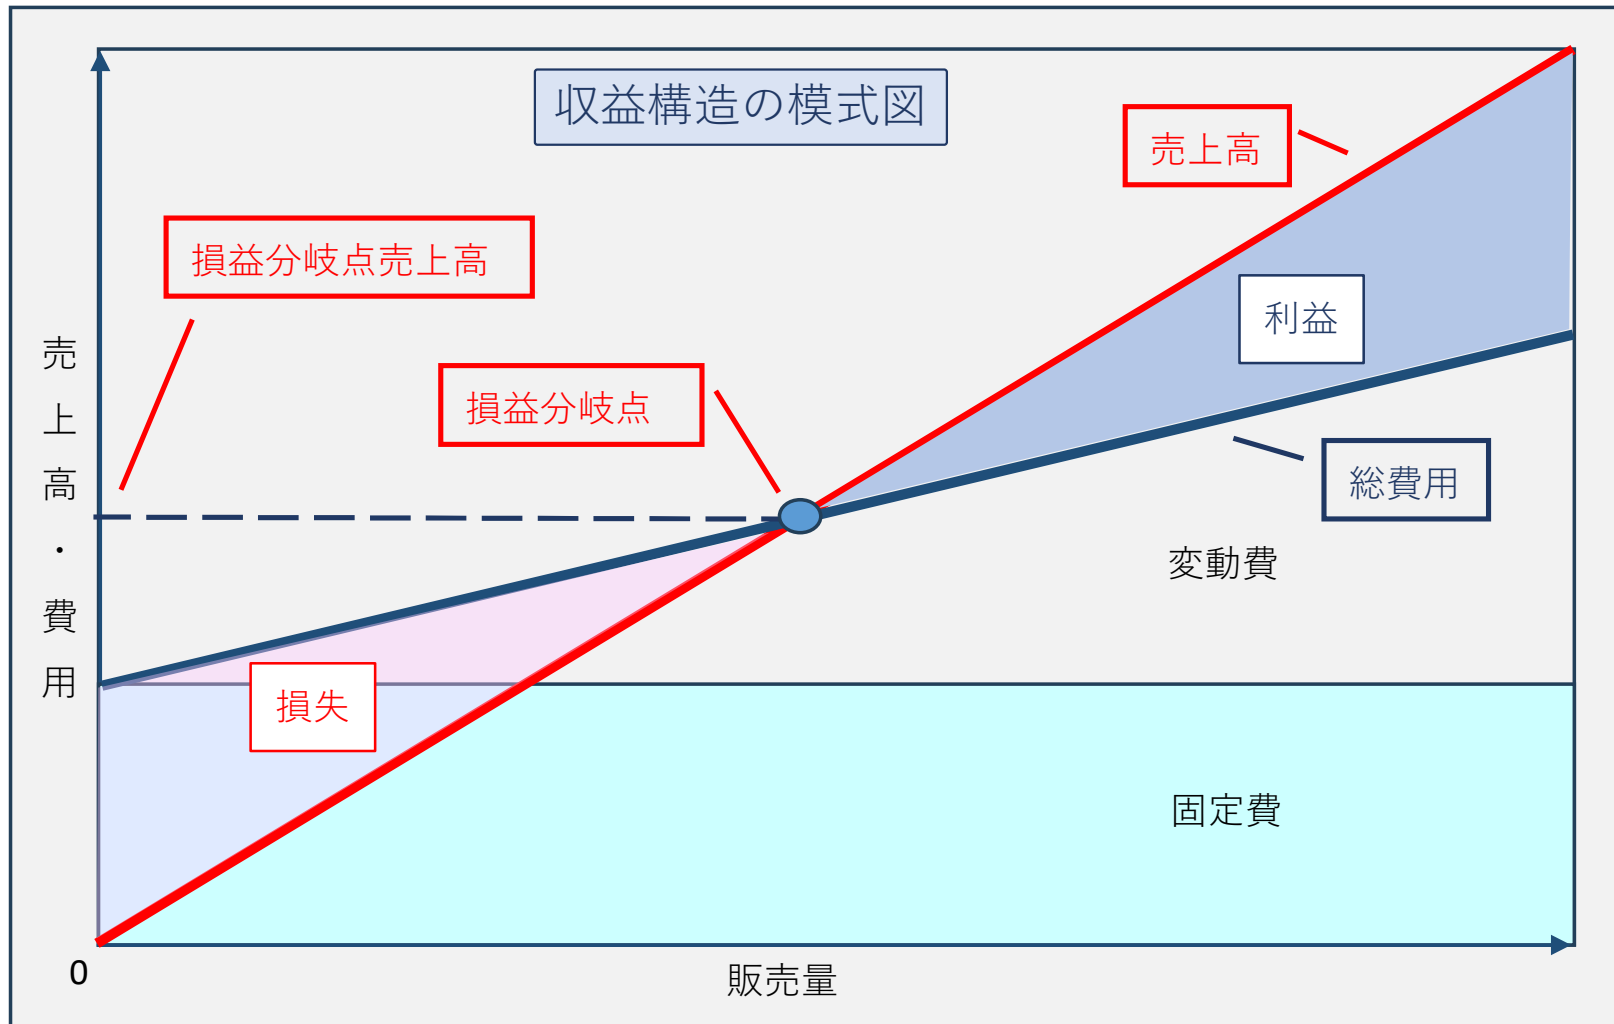 収益構造の模式図
売上高
損益分岐点売上高
利益
損益分岐点
売上高・費用
総費用
変動費
損失
固定費
0
販売量